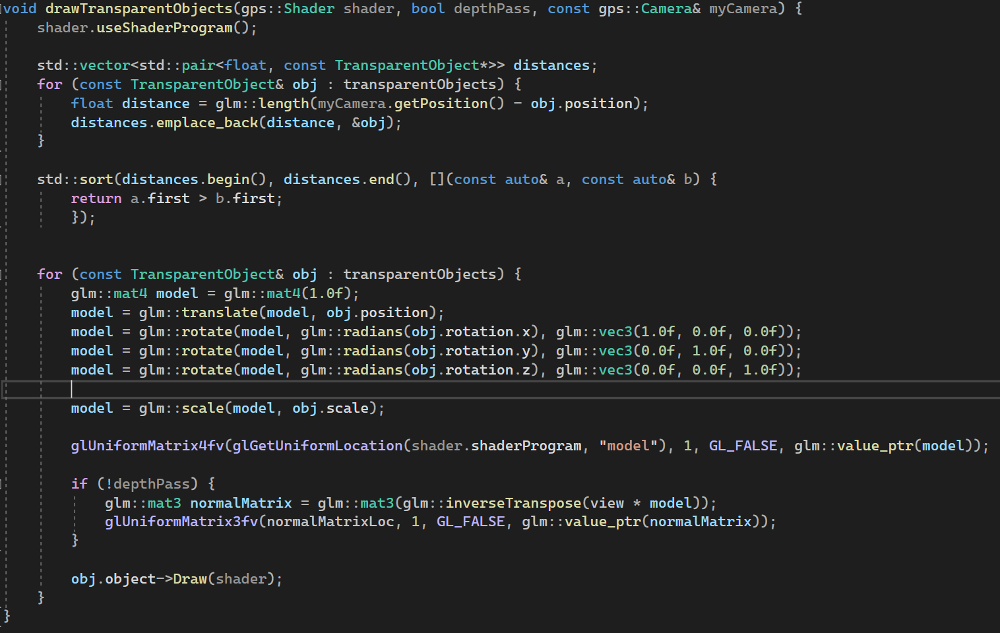 void drawTransparentObjects(gps::Shader shader, bool depthPass, const gps::Camera& myCamera) {
    shader.useShaderProgram();

    std::vector<std::pair<float, const TransparentObject*>> distances;
    for (const TransparentObject& obj : transparentObjects) {
        float distance = glm::length(myCamera.getPosition() - obj.position);
        distances.emplace_back(distance, &obj);
    }

    std::sort(distances.begin(), distances.end(), [](const auto& a, const auto& b) {
        return a.first > b.first;
        });


    for (const TransparentObject& obj : transparentObjects) {
        glm::mat4 model = glm::mat4(1.0f);
        model = glm::translate(model, obj.position);
        model = glm::rotate(model, glm::radians(obj.rotation.x), glm::vec3(1.0f, 0.0f, 0.0f));
        model = glm::rotate(model, glm::radians(obj.rotation.y), glm::vec3(0.0f, 1.0f, 0.0f));
        model = glm::rotate(model, glm::radians(obj.rotation.z), glm::vec3(0.0f, 0.0f, 1.0f));

        model = glm::scale(model, obj.scale);

        glUniformMatrix4fv(glGetUniformLocation(shader.shaderProgram, "model"), 1, GL_FALSE, glm::value_ptr(model));

        if (!depthPass) {
            glm::mat3 normalMatrix = glm::mat3(glm::inverseTranspose(view * model));
            glUniformMatrix3fv(normalMatrixLoc, 1, GL_FALSE, glm::value_ptr(normalMatrix));
        }

        obj.object->Draw(shader);
    }
}